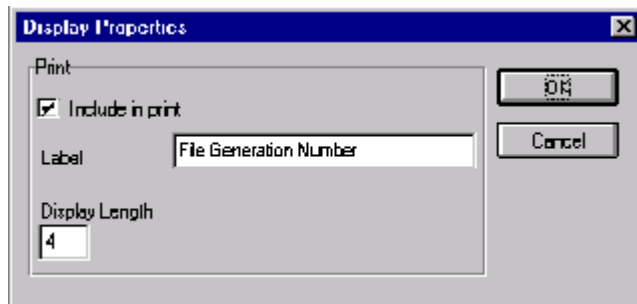 Display Properties
Print
Include in print
Label
File Generation Number
Display Length
4
OK
Cancel